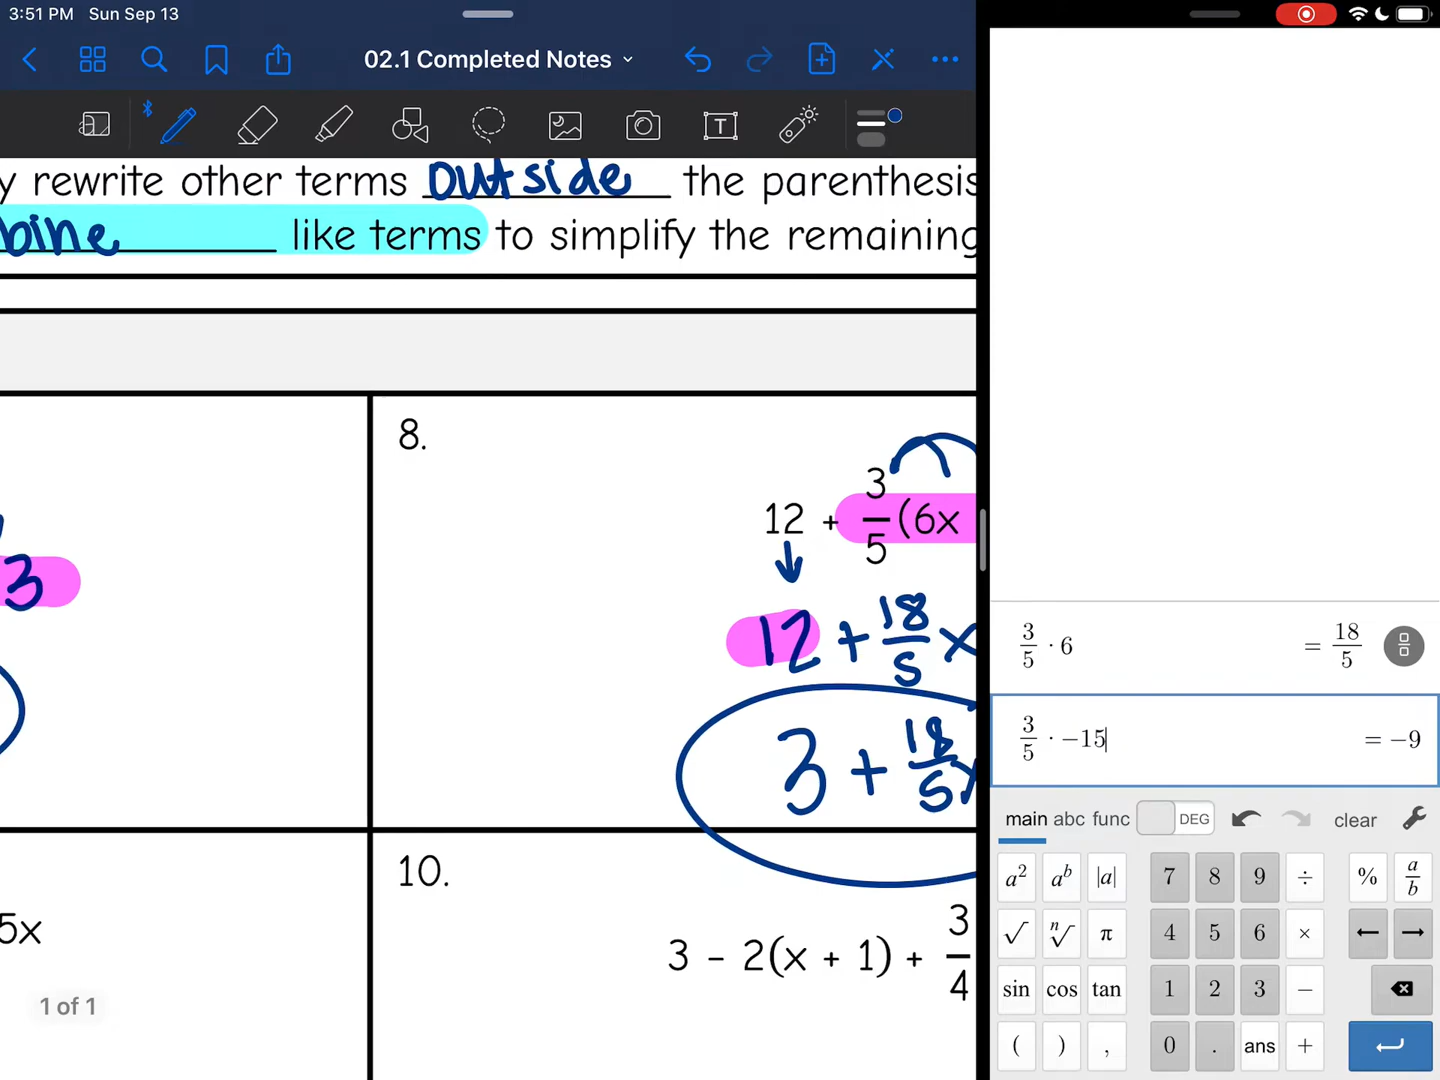 3:51 PM Sun Sep 13
02.1 Completed Notes
T
y rewrite other terms outside the parenthesis
bine like terms to simplify the remaining
3
8.
12 + 3/5(6x
12 + 18/5 x
3 + 18/5 x
5x
10.
3 - 2(x + 1) + 3/4
1 of 1
3/5 · 6 = 18/5
3/5 · −15 = −9
main abc func DEG clear
a² aᵇ |a| 7 8 9 ÷ % a/b
√ ⁿ√ π 4 5 6 × ← →
sin cos tan 1 2 3 −
( ) , 0 . ans +